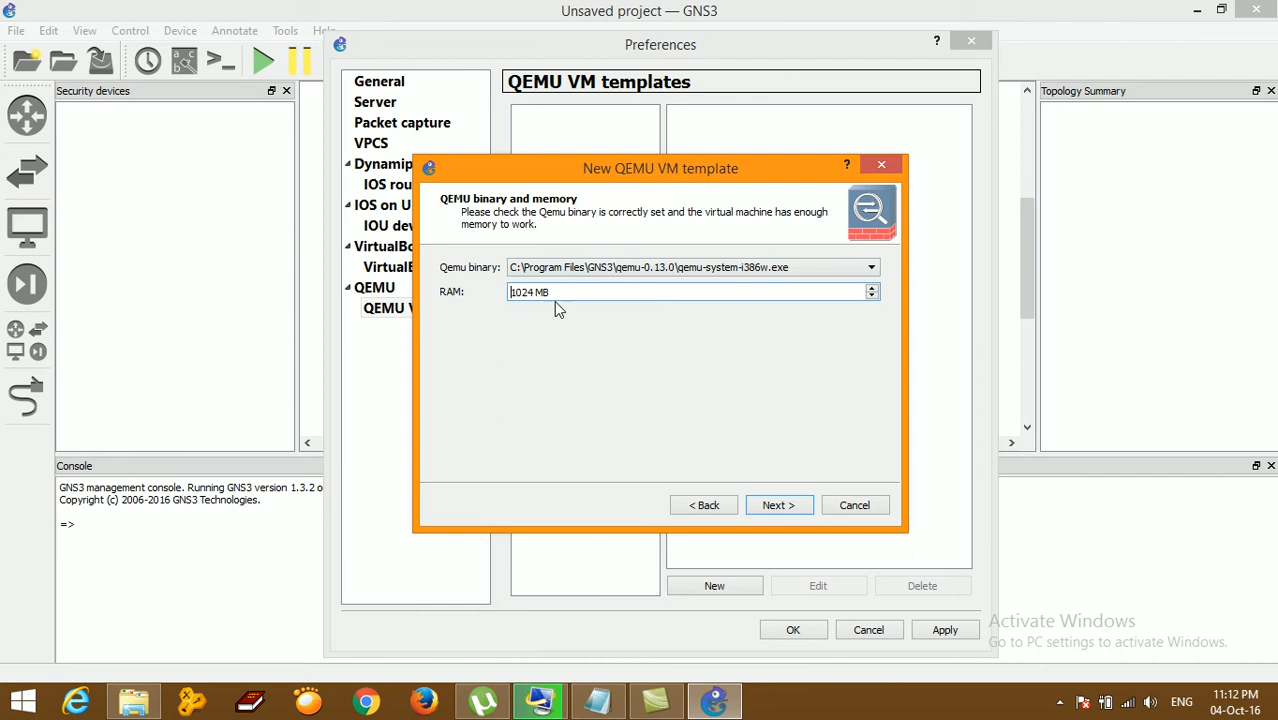 Unsaved project — GNS3
File Edit View Control Device Annotate Tools Help
Preferences
?
Security devices
Topology Summary
General
Server
Packet capture
VPCS
Dynamip
IOS rou
IOS on U
IOU dev
VirtualBo
VirtualB
QEMU
QEMU V
QEMU VM templates
New QEMU VM template
?
QEMU binary and memory
Please check the Qemu binary is correctly set and the virtual machine has enough
memory to work.
Qemu binary: C:\Program Files\GNS3\qemu-0.13.0\qemu-system-i386w.exe
RAM: 1024 MB
< Back Next > Cancel
New Edit Delete
OK Cancel Apply
Console
GNS3 management console. Running GNS3 version 1.3.2 o
Copyright (c) 2006-2016 GNS3 Technologies.
=>
Activate Windows
Go to PC settings to activate Windows.
ENG
11:12 PM
04-Oct-16